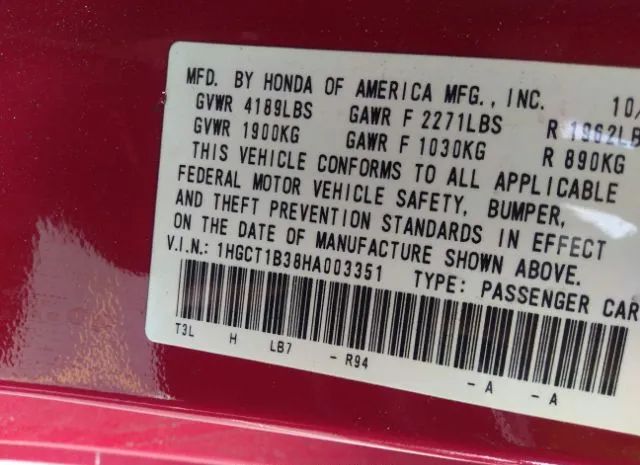 MFD. BY HONDA OF AMERICA MFG., INC. 10/
GVWR 4189LBS GAWR F 2271LBS R 1962LB
GVWR 1900KG GAWR F 1030KG R 890KG
THIS VEHICLE CONFORMS TO ALL APPLICABLE
FEDERAL MOTOR VEHICLE SAFETY, BUMPER,
AND THEFT PREVENTION STANDARDS IN EFFECT
ON THE DATE OF MANUFACTURE SHOWN ABOVE.
V.I.N.: 1HGCT1B38HA003351 TYPE: PASSENGER CAR
T3L H LB7 - R94 - A - A